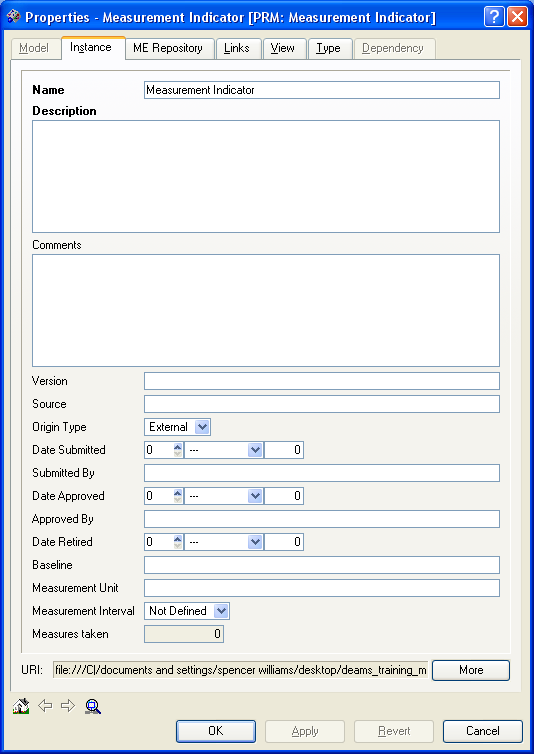 Properties - Measurement Indicator [PRM: Measurement Indicator]
Model Instance ME Repository Links View Type Dependency
Name Measurement Indicator
Description
Comments
Version
Source
Origin Type External
Date Submitted 0 --- 0
Submitted By
Date Approved 0 --- 0
Approved By
Date Retired 0 --- 0
Baseline
Measurement Unit
Measurement Interval Not Defined
Measures taken 0
URI: file:///C|/documents and settings/spencer williams/desktop/deams_training_m More
OK Apply Revert Cancel